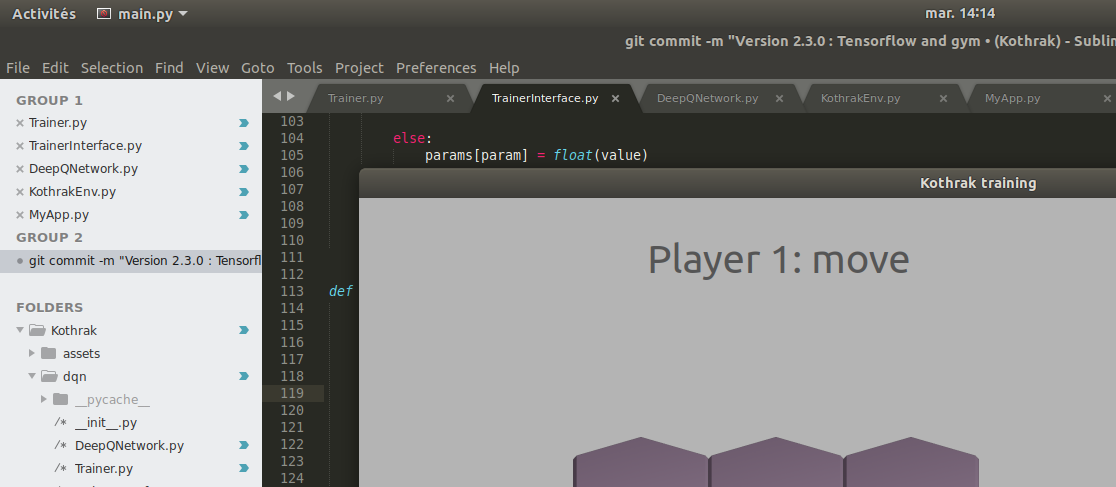 Activités main.py mar. 14:14
git commit -m "Version 2.3.0 : Tensorflow and gym • (Kothrak) - Sublim
File Edit Selection Find View Goto Tools Project Preferences Help
GROUP 1
Trainer.py
TrainerInterface.py
DeepQNetwork.py
KothrakEnv.py
MyApp.py
GROUP 2
git commit -m "Version 2.3.0 : Tensorfl
FOLDERS
Kothrak
assets
dqn
__pycache__
/* __init__.py
/* DeepQNetwork.py
/* Trainer.py
Trainer.py TrainerInterface.py DeepQNetwork.py KothrakEnv.py MyApp.py
103
104 else:
105 params[param] = float(value)
106
107
108
109
110
111
112
113 def
114
115
116
117
118
119
120
121
122
123
124
Kothrak training
Player 1: move